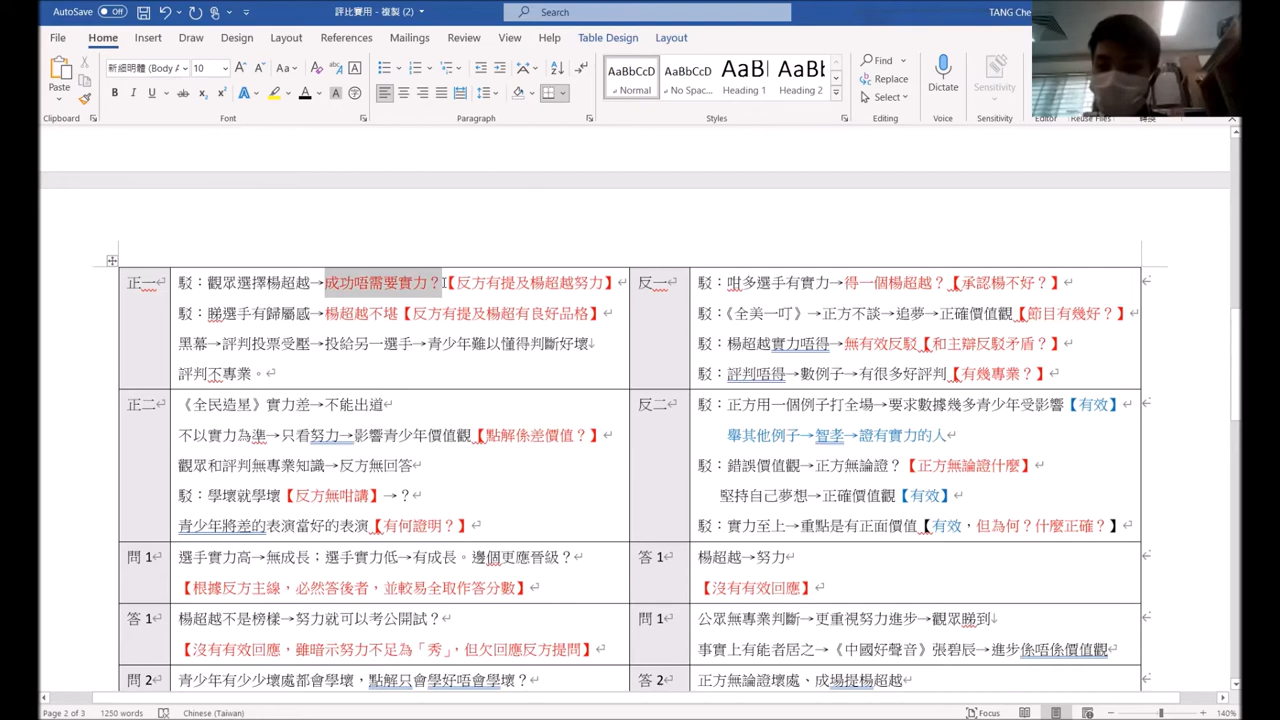 AutoSave Off 評比賽用 - 複製 (2) Search TANG Che
File Home Insert Draw Design Layout References Mailings Review View Help Table Design Layout
新細明體 (Body A 10
Paste
Find
Replace
Select
AaBbCcD AaBbCcD AaBb AaBbC
Normal No Spac... Heading 1 Heading 2
Dictate Sensitivity
Clipboard Font Paragraph Styles Editing Voice Sensitivity Editor Reuse Files 轉換
正一 駁：觀眾選擇楊超越→成功唔需要實力？【反方有提及楊超越努力】 反一 駁：咁多選手有實力→得一個楊超越？【承認楊不好？】
駁：睇選手有歸屬感→楊超越不堪【反方有提及楊超有良好品格】 駁：《全美一叮》→正方不談→追夢→正確價值觀【節目有幾好？】
黑幕→評判投票受壓→投給另一選手→青少年難以懂得判斷好壞 駁：楊超越實力唔得→無有效反駁【和主辯反駁矛盾？】
評判不專業。 駁：評判唔得→數例子→有很多好評判【有幾專業？】
正二 《全民造星》實力差→不能出道 反二 駁：正方用一個例子打全場→要求數據幾多青少年受影響【有效】
不以實力為準→只看努力→影響青少年價值觀【點解係差價值？】 舉其他例子→智孝→證有實力的人
觀眾和評判無專業知識→反方無回答 駁：錯誤價值觀→正方無論證？【正方無論證什麼】
駁：學壞就學壞【反方無咁講】→？ 堅持自己夢想→正確價值觀【有效】
青少年將差的表演當好的表演【有何證明？】 駁：實力至上→重點是有正面價值【有效，但為何？什麼正確？】
問 1 選手實力高→無成長；選手實力低→有成長。邊個更應晉級？ 答 1 楊超越→努力
【根據反方主線，必然答後者，並較易全取作答分數】 【沒有有效回應】
答 1 楊超越不是榜樣→努力就可以考公開試？ 問 1 公眾無專業判斷→更重視努力進步→觀眾睇到
【沒有有效回應，雖暗示努力不足為「秀」，但欠回應反方提問】 事實上有能者居之→《中國好聲音》張碧辰→進步係唔係價值觀
問 2 青少年有少少壞處都會學壞，點解只會學好唔會學壞？ 答 2 正方無論證壞處、成場提楊超越
Page 2 of 3 1250 words Chinese (Taiwan) Focus 140%